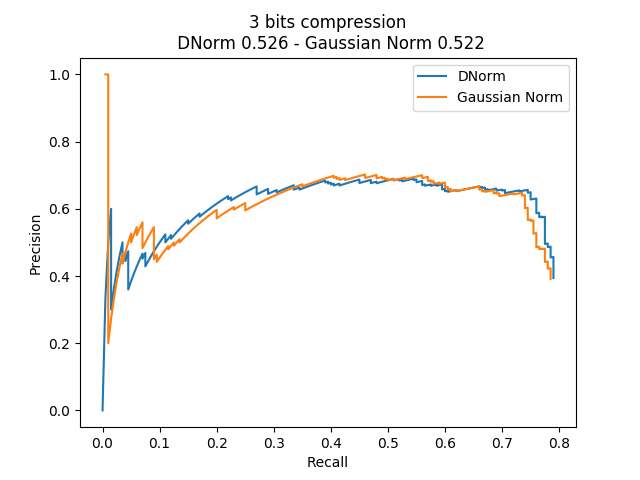 3 bits compression
DNorm 0.526 - Gaussian Norm 0.522
DNorm
Gaussian Norm
Precision
1.0
0.8
0.6
0.4
0.2
0.0
0.0 0.1 0.2 0.3 0.4 0.5 0.6 0.7 0.8
Recall